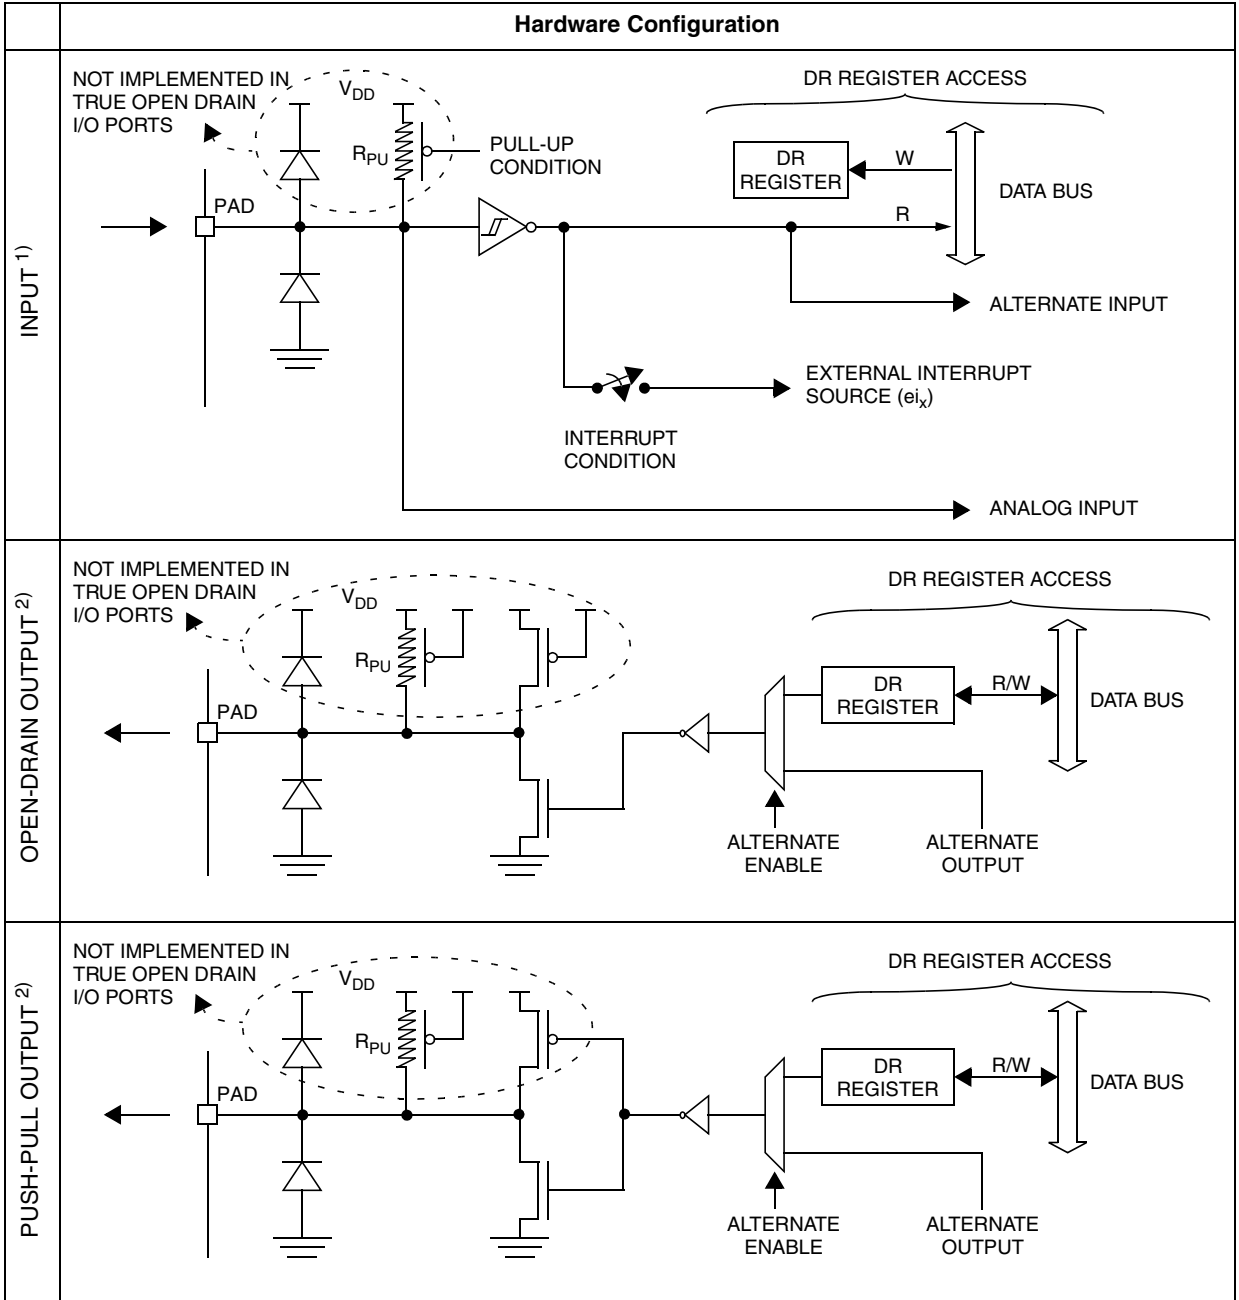 Hardware Configuration
INPUT 1)
NOT IMPLEMENTED IN
TRUE OPEN DRAIN
I/O PORTS
VDD
RPU
PULL-UP
CONDITION
PAD
DR REGISTER ACCESS
DR
REGISTER
W
R
DATA BUS
ALTERNATE INPUT
EXTERNAL INTERRUPT
SOURCE (eix)
INTERRUPT
CONDITION
ANALOG INPUT
OPEN-DRAIN OUTPUT 2)
NOT IMPLEMENTED IN
TRUE OPEN DRAIN
I/O PORTS
VDD
RPU
PAD
DR REGISTER ACCESS
DR
REGISTER
R/W
DATA BUS
ALTERNATE
ENABLE
ALTERNATE
OUTPUT
PUSH-PULL OUTPUT 2)
NOT IMPLEMENTED IN
TRUE OPEN DRAIN
I/O PORTS
VDD
RPU
PAD
DR REGISTER ACCESS
DR
REGISTER
R/W
DATA BUS
ALTERNATE
ENABLE
ALTERNATE
OUTPUT